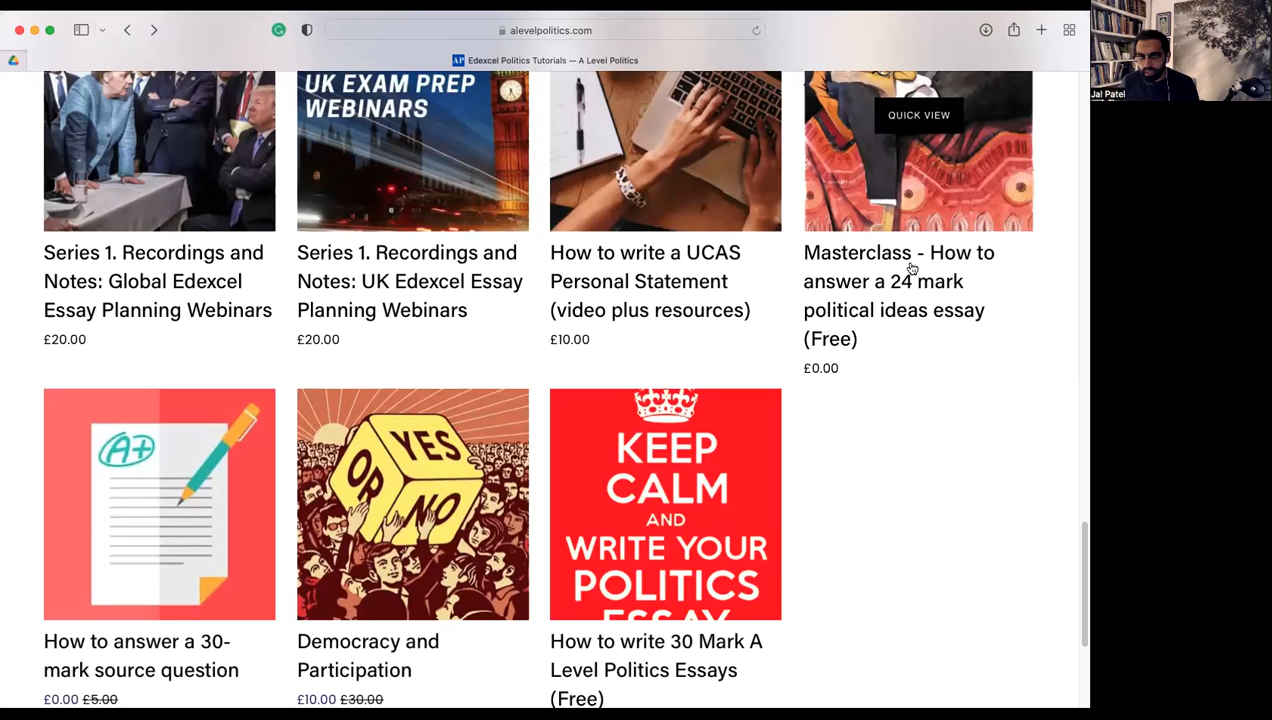 alevelpolitics.com
Edexcel Politics Tutorials — A Level Politics
Jal Patel
UK EXAM PREP
WEBINARS
QUICK VIEW
Series 1. Recordings and
Notes: Global Edexcel
Essay Planning Webinars
£20.00
Series 1. Recordings and
Notes: UK Edexcel Essay
Planning Webinars
£20.00
How to write a UCAS
Personal Statement
(video plus resources)
£10.00
Masterclass - How to
answer a 24 mark
political ideas essay
(Free)
£0.00
A+
YES
OR
NO
KEEP
CALM
AND
WRITE YOUR
POLITICS
ESSAY
How to answer a 30-
mark source question
£0.00 £5.00
Democracy and
Participation
£10.00 £30.00
How to write 30 Mark A
Level Politics Essays
(Free)